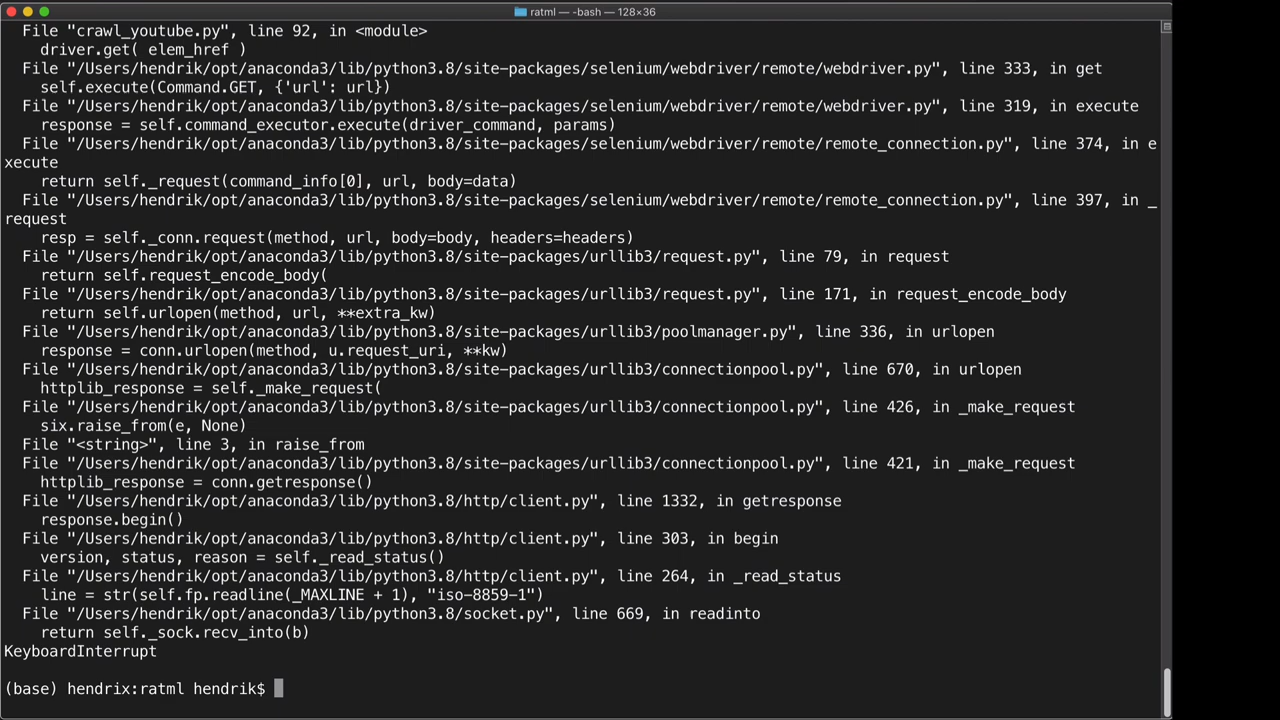 ratml — -bash — 128×36
File "crawl_youtube.py", line 92, in <module>
driver.get( elem_href )
File "/Users/hendrik/opt/anaconda3/lib/python3.8/site-packages/selenium/webdriver/remote/webdriver.py", line 333, in get
self.execute(Command.GET, {'url': url})
File "/Users/hendrik/opt/anaconda3/lib/python3.8/site-packages/selenium/webdriver/remote/webdriver.py", line 319, in execute
response = self.command_executor.execute(driver_command, params)
File "/Users/hendrik/opt/anaconda3/lib/python3.8/site-packages/selenium/webdriver/remote/remote_connection.py", line 374, in e
xecute
return self._request(command_info[0], url, body=data)
File "/Users/hendrik/opt/anaconda3/lib/python3.8/site-packages/selenium/webdriver/remote/remote_connection.py", line 397, in _
request
resp = self._conn.request(method, url, body=body, headers=headers)
File "/Users/hendrik/opt/anaconda3/lib/python3.8/site-packages/urllib3/request.py", line 79, in request
return self.request_encode_body(
File "/Users/hendrik/opt/anaconda3/lib/python3.8/site-packages/urllib3/request.py", line 171, in request_encode_body
return self.urlopen(method, url, **extra_kw)
File "/Users/hendrik/opt/anaconda3/lib/python3.8/site-packages/urllib3/poolmanager.py", line 336, in urlopen
response = conn.urlopen(method, u.request_uri, **kw)
File "/Users/hendrik/opt/anaconda3/lib/python3.8/site-packages/urllib3/connectionpool.py", line 670, in urlopen
httplib_response = self._make_request(
File "/Users/hendrik/opt/anaconda3/lib/python3.8/site-packages/urllib3/connectionpool.py", line 426, in _make_request
six.raise_from(e, None)
File "<string>", line 3, in raise_from
File "/Users/hendrik/opt/anaconda3/lib/python3.8/site-packages/urllib3/connectionpool.py", line 421, in _make_request
httplib_response = conn.getresponse()
File "/Users/hendrik/opt/anaconda3/lib/python3.8/http/client.py", line 1332, in getresponse
response.begin()
File "/Users/hendrik/opt/anaconda3/lib/python3.8/http/client.py", line 303, in begin
version, status, reason = self._read_status()
File "/Users/hendrik/opt/anaconda3/lib/python3.8/http/client.py", line 264, in _read_status
line = str(self.fp.readline(_MAXLINE + 1), "iso-8859-1")
File "/Users/hendrik/opt/anaconda3/lib/python3.8/socket.py", line 669, in readinto
return self._sock.recv_into(b)
KeyboardInterrupt
(base) hendrix:ratml hendrik$